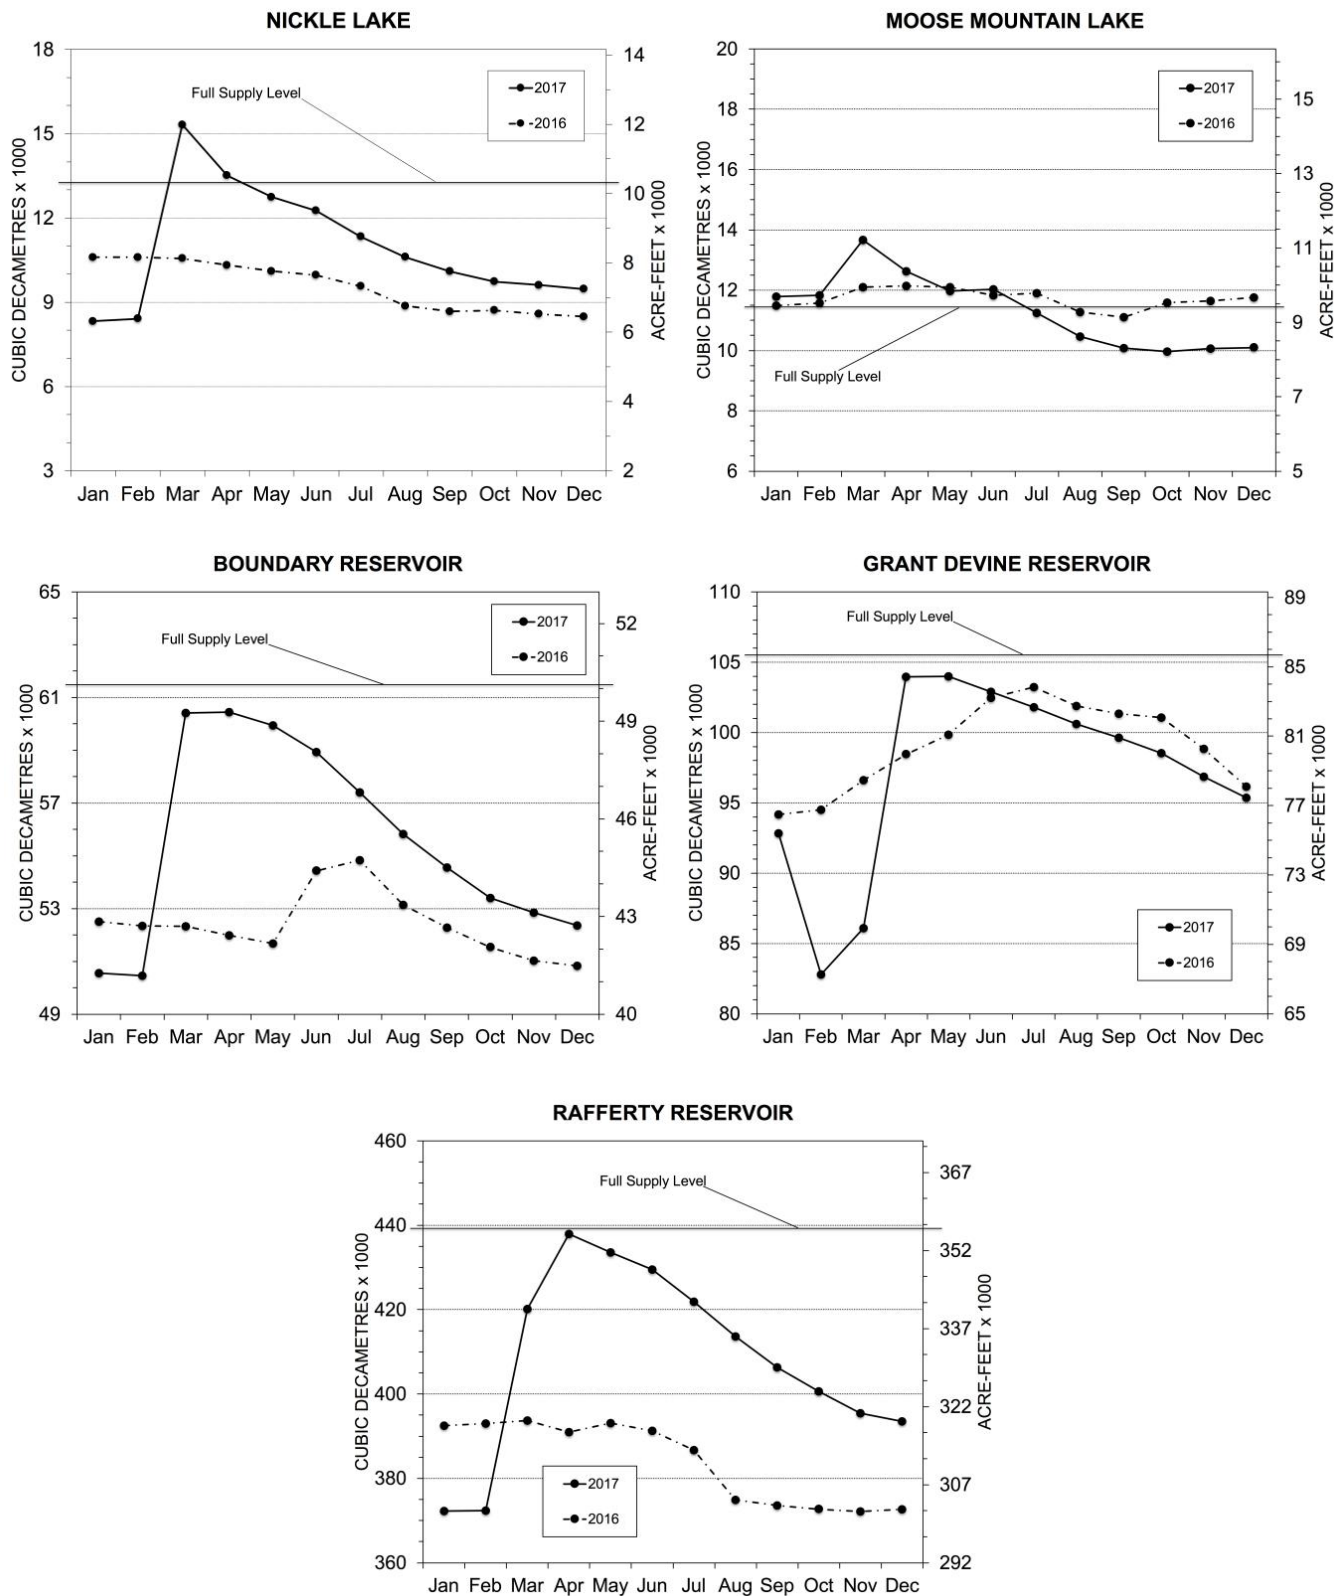 NICKLE LAKE
18
15
12
9
6
3
CUBIC DECAMETRES x 1000
Full Supply Level
2017
2016
14
12
10
8
6
4
2
ACRE-FEET x 1000
Jan Feb Mar Apr May Jun Jul Aug Sep Oct Nov Dec
MOOSE MOUNTAIN LAKE
20
18
16
14
12
10
8
6
CUBIC DECAMETRES x 1000
2017
2016
Full Supply Level
15
13
11
9
7
5
ACRE-FEET x 1000
Jan Feb Mar Apr May Jun Jul Aug Sep Oct Nov Dec
BOUNDARY RESERVOIR
65
61
57
53
49
CUBIC DECAMETRES x 1000
Full Supply Level
2017
2016
52
49
46
43
40
ACRE-FEET x 1000
Jan Feb Mar Apr May Jun Jul Aug Sep Oct Nov Dec
GRANT DEVINE RESERVOIR
110
105
100
95
90
85
80
CUBIC DECAMETRES x 1000
Full Supply Level
2017
2016
89
85
81
77
73
69
65
ACRE-FEET x 1000
Jan Feb Mar Apr May Jun Jul Aug Sep Oct Nov Dec
RAFFERTY RESERVOIR
460
440
420
400
380
360
CUBIC DECAMETRES x 1000
Full Supply Level
2017
2016
367
352
337
322
307
292
ACRE-FEET x 1000
Jan Feb Mar Apr May Jun Jul Aug Sep Oct Nov Dec